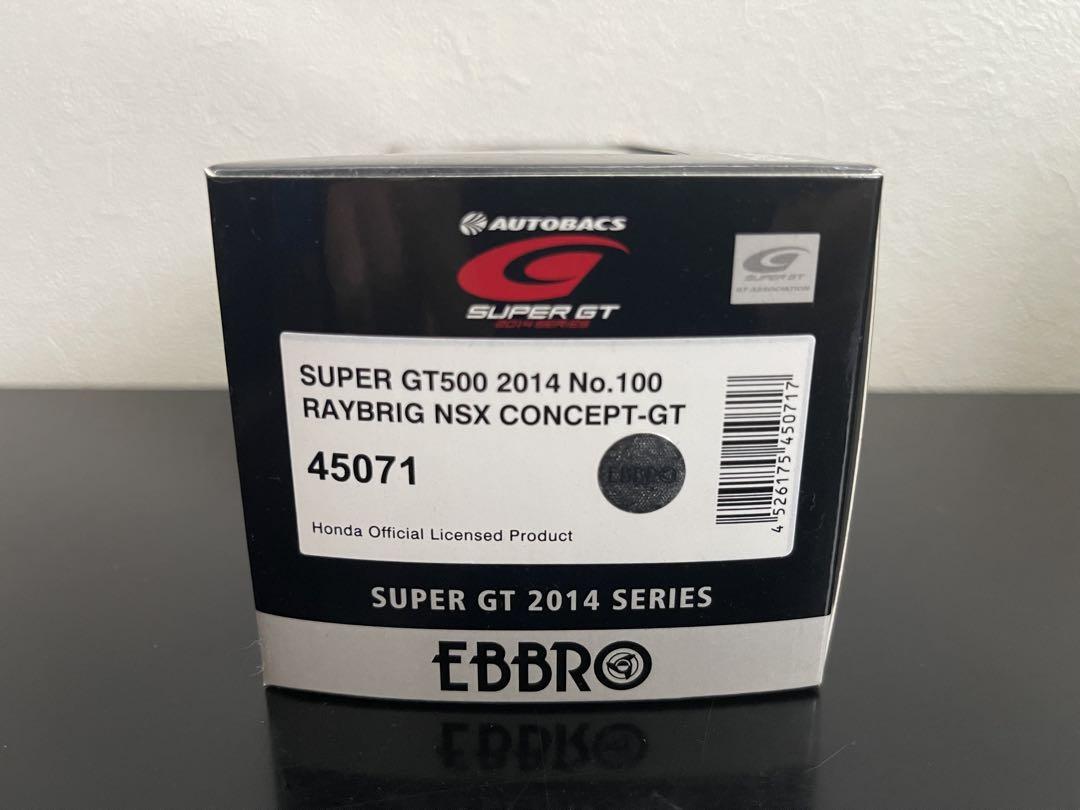 AUTOBACS
SUPER GT
2014 SERIES
SUPER GT
GT ASSOCIATION
SUPER GT500 2014 No.100
RAYBRIG NSX CONCEPT-GT
45071
EBBRO
4 526175 450717
Honda Official Licensed Product
SUPER GT 2014 SERIES
EBBRO